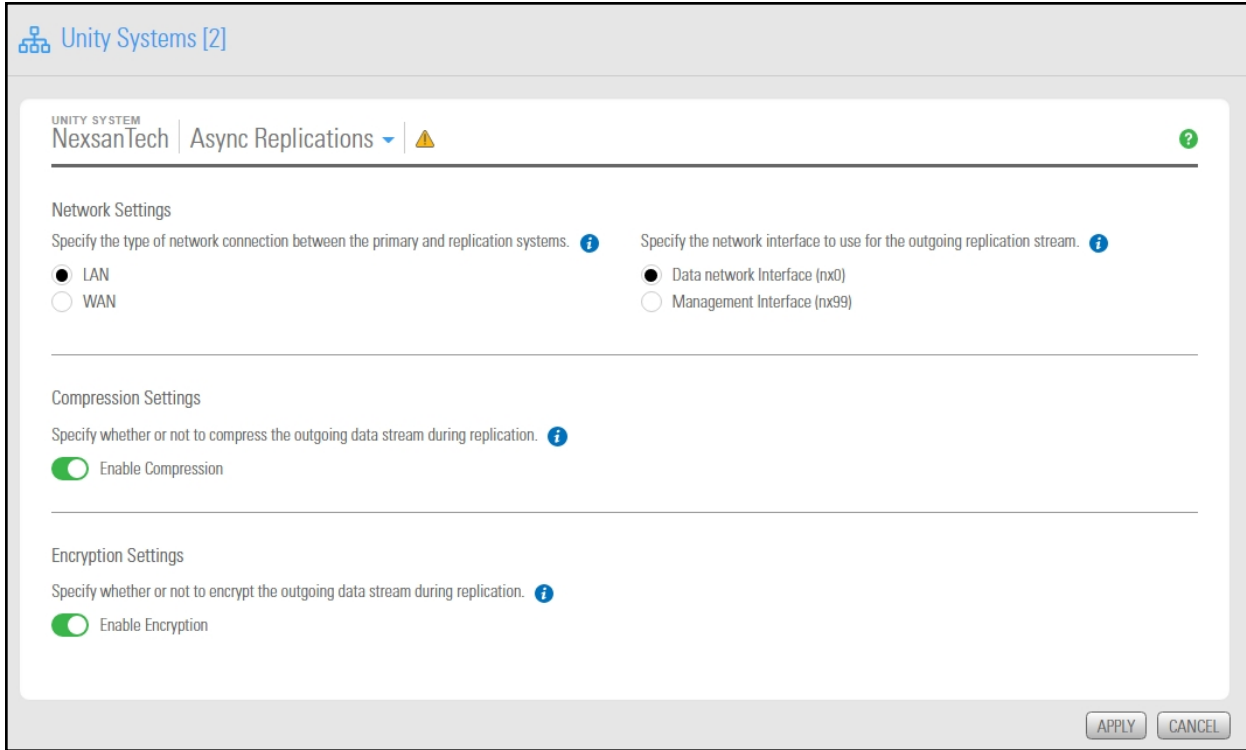 Unity Systems [2]
UNITY SYSTEM
NexsanTech Async Replications
Network Settings
Specify the type of network connection between the primary and replication systems.
LAN
WAN
Specify the network interface to use for the outgoing replication stream.
Data network Interface (nx0)
Management Interface (nx99)
Compression Settings
Specify whether or not to compress the outgoing data stream during replication.
Enable Compression
Encryption Settings
Specify whether or not to encrypt the outgoing data stream during replication.
Enable Encryption
APPLY CANCEL